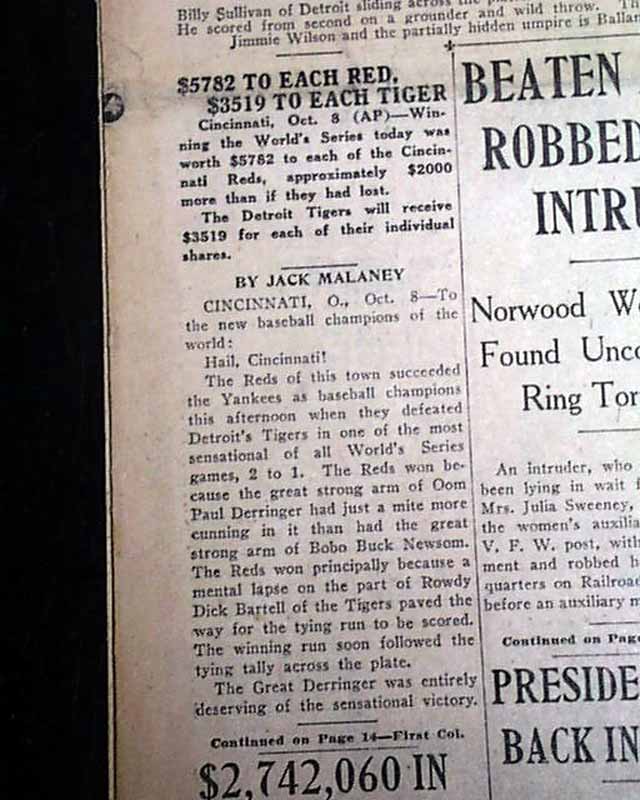 Billy Sullivan of Detroit sliding across the
He scored from second on a grounder and wild throw.
Jimmie Wilson and the partially hidden umpire is
$5782 TO EACH RED,
$3519 TO EACH TIGER
Cincinnati, Oct. 8 (AP)—Win-
ning the World's Series today was
worth $5782 to each of the Cincin-
nati Reds, approximately $2000
more than if they had lost.
The Detroit Tigers will receive
$3519 for each of their individual
shares.
BY JACK MALANEY
CINCINNATI, O., Oct. 8—To
the new baseball champions of the
world:
Hail, Cincinnati!
The Reds of this town succeeded
the Yankees as baseball champions
this afternoon when they defeated
Detroit's Tigers in one of the most
sensational of all World's Series
games, 2 to 1. The Reds won be-
cause the great strong arm of Oom
Paul Derringer had just a mite more
cunning in it than had the great
strong arm of Bobo Buck Newsom.
The Reds won principally because a
mental lapse on the part of Rowdy
Dick Bartell of the Tigers paved the
way for the tying run to be scored.
The winning run soon followed the
tying tally across the plate.
The Great Derringer was entirely
deserving of the sensational victory.
Continued on Page 14—First Col.
$2,742,060 IN
BEATEN
ROBBED
INTRU
Norwood W
Found Unco
Ring Tor
An intruder, who
been lying in wait
Mrs. Julia Sweeney,
the women's auxilia
V. F. W. post, with
ment and robbed h
quarters on Railroad
before an auxiliary m
Continued on Pag
PRESIDE
BACK IN